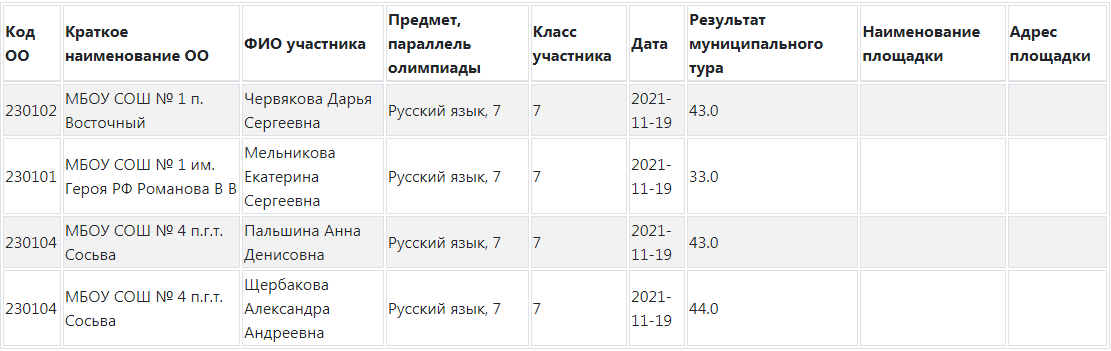 Код ОО
Краткое наименование ОО
ФИО участника
Предмет, параллель олимпиады
Класс участника
Дата
Результат муниципального тура
Наименование площадки
Адрес площадки
230102
МБОУ СОШ № 1 п. Восточный
Червякова Дарья Сергеевна
Русский язык, 7
7
2021-11-19
43.0
230101
МБОУ СОШ № 1 им. Героя РФ Романова В В
Мельникова Екатерина Сергеевна
Русский язык, 7
7
2021-11-19
33.0
230104
МБОУ СОШ № 4 п.г.т. Сосьва
Пальшина Анна Денисовна
Русский язык, 7
7
2021-11-19
43.0
230104
МБОУ СОШ № 4 п.г.т. Сосьва
Щербакова Александра Андреевна
Русский язык, 7
7
2021-11-19
44.0